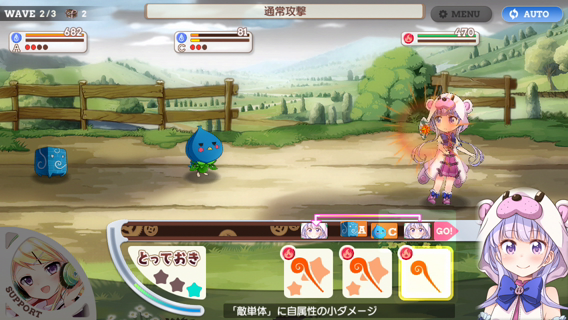 WAVE 2/3 2
通常攻撃
MENU
AUTO
682
A
81
C
470
A
C
GO!
とっておき
SUPPORT
「敵単体」に自属性の小ダメージ